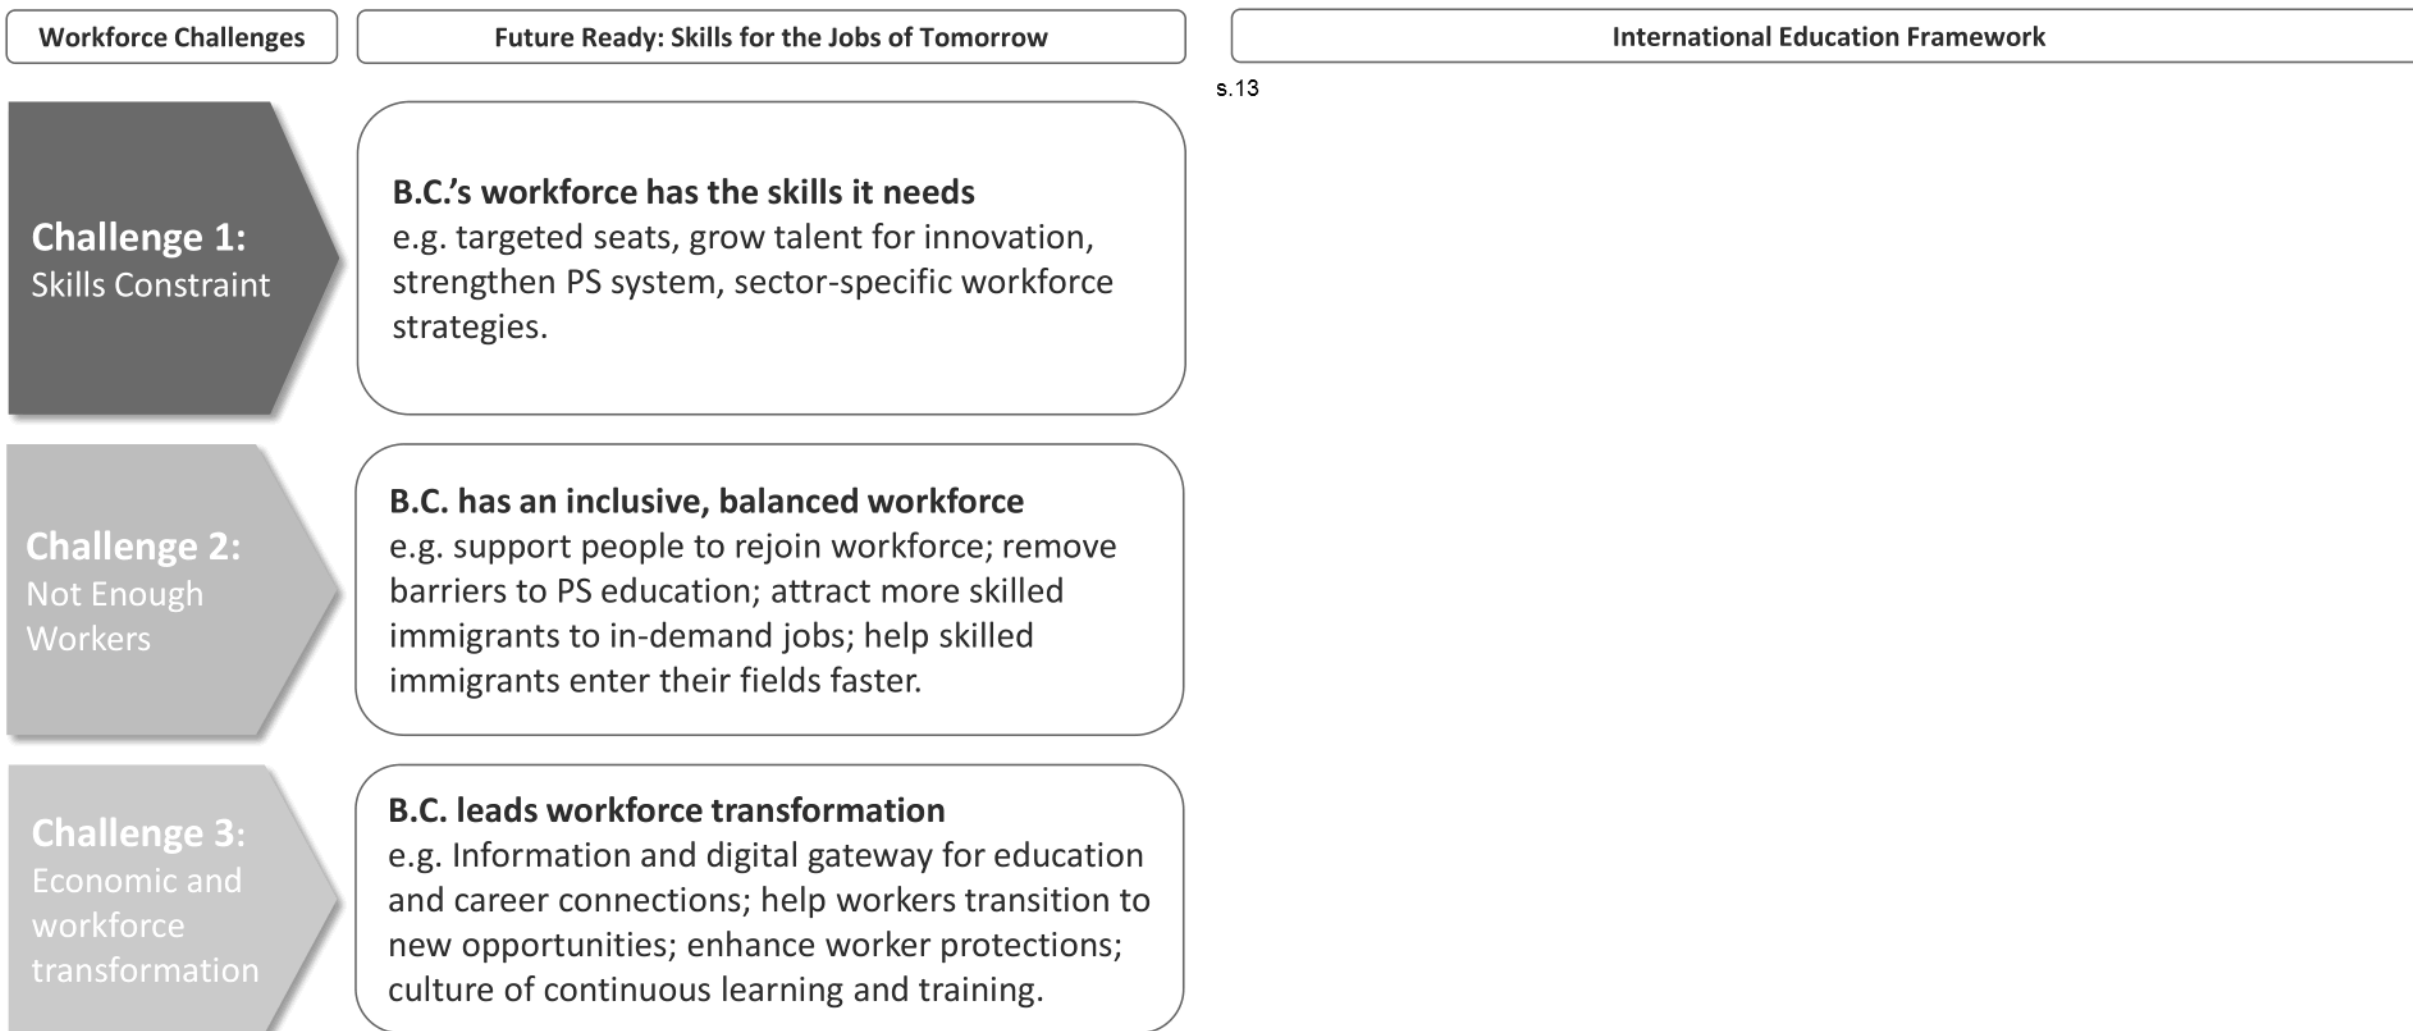 Workforce Challenges
Future Ready: Skills for the Jobs of Tomorrow
International Education Framework
s.13
Challenge 1:
Skills Constraint
B.C.’s workforce has the skills it needs
e.g. targeted seats, grow talent for innovation,
strengthen PS system, sector-specific workforce
strategies.
Challenge 2:
Not Enough
Workers
B.C. has an inclusive, balanced workforce
e.g. support people to rejoin workforce; remove
barriers to PS education; attract more skilled
immigrants to in-demand jobs; help skilled
immigrants enter their fields faster.
Challenge 3:
Economic and
workforce
transformation
B.C. leads workforce transformation
e.g. Information and digital gateway for education
and career connections; help workers transition to
new opportunities; enhance worker protections;
culture of continuous learning and training.